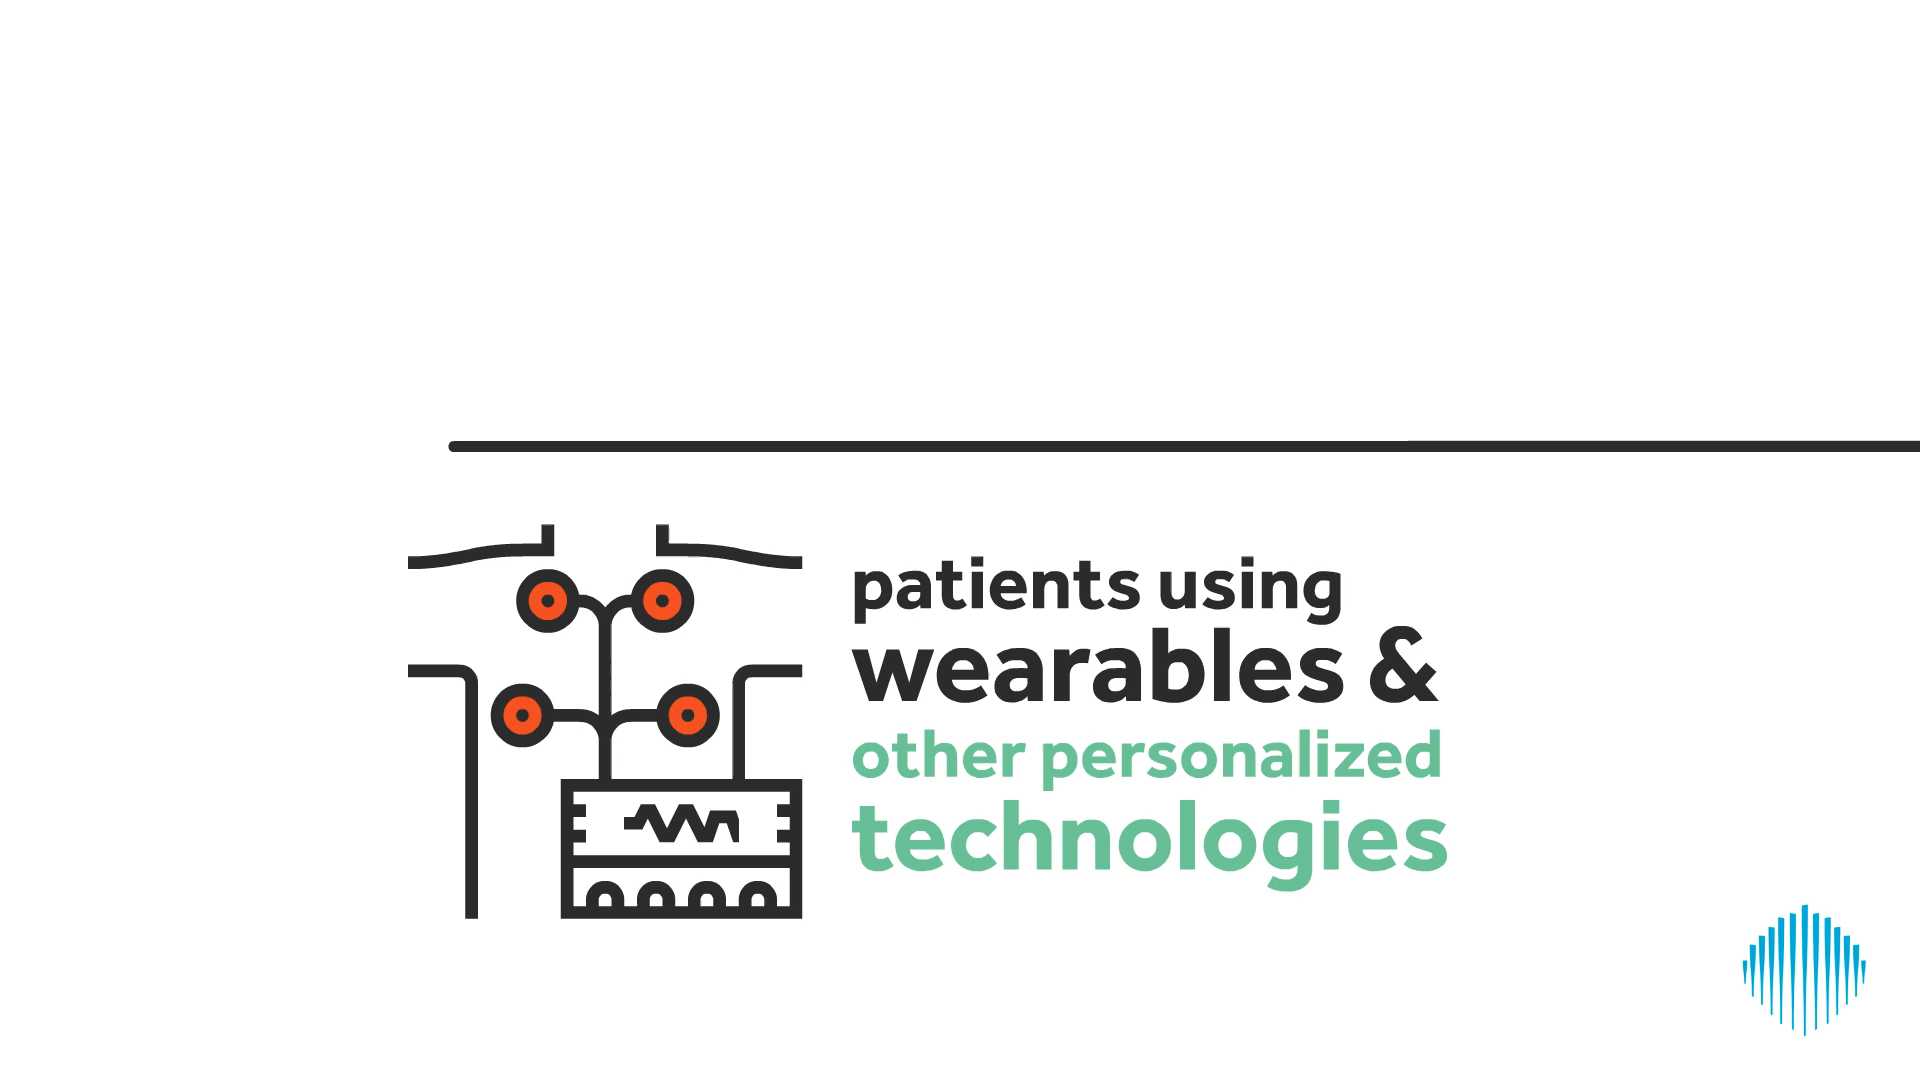 patients using
wearables &
other personalized
technologies